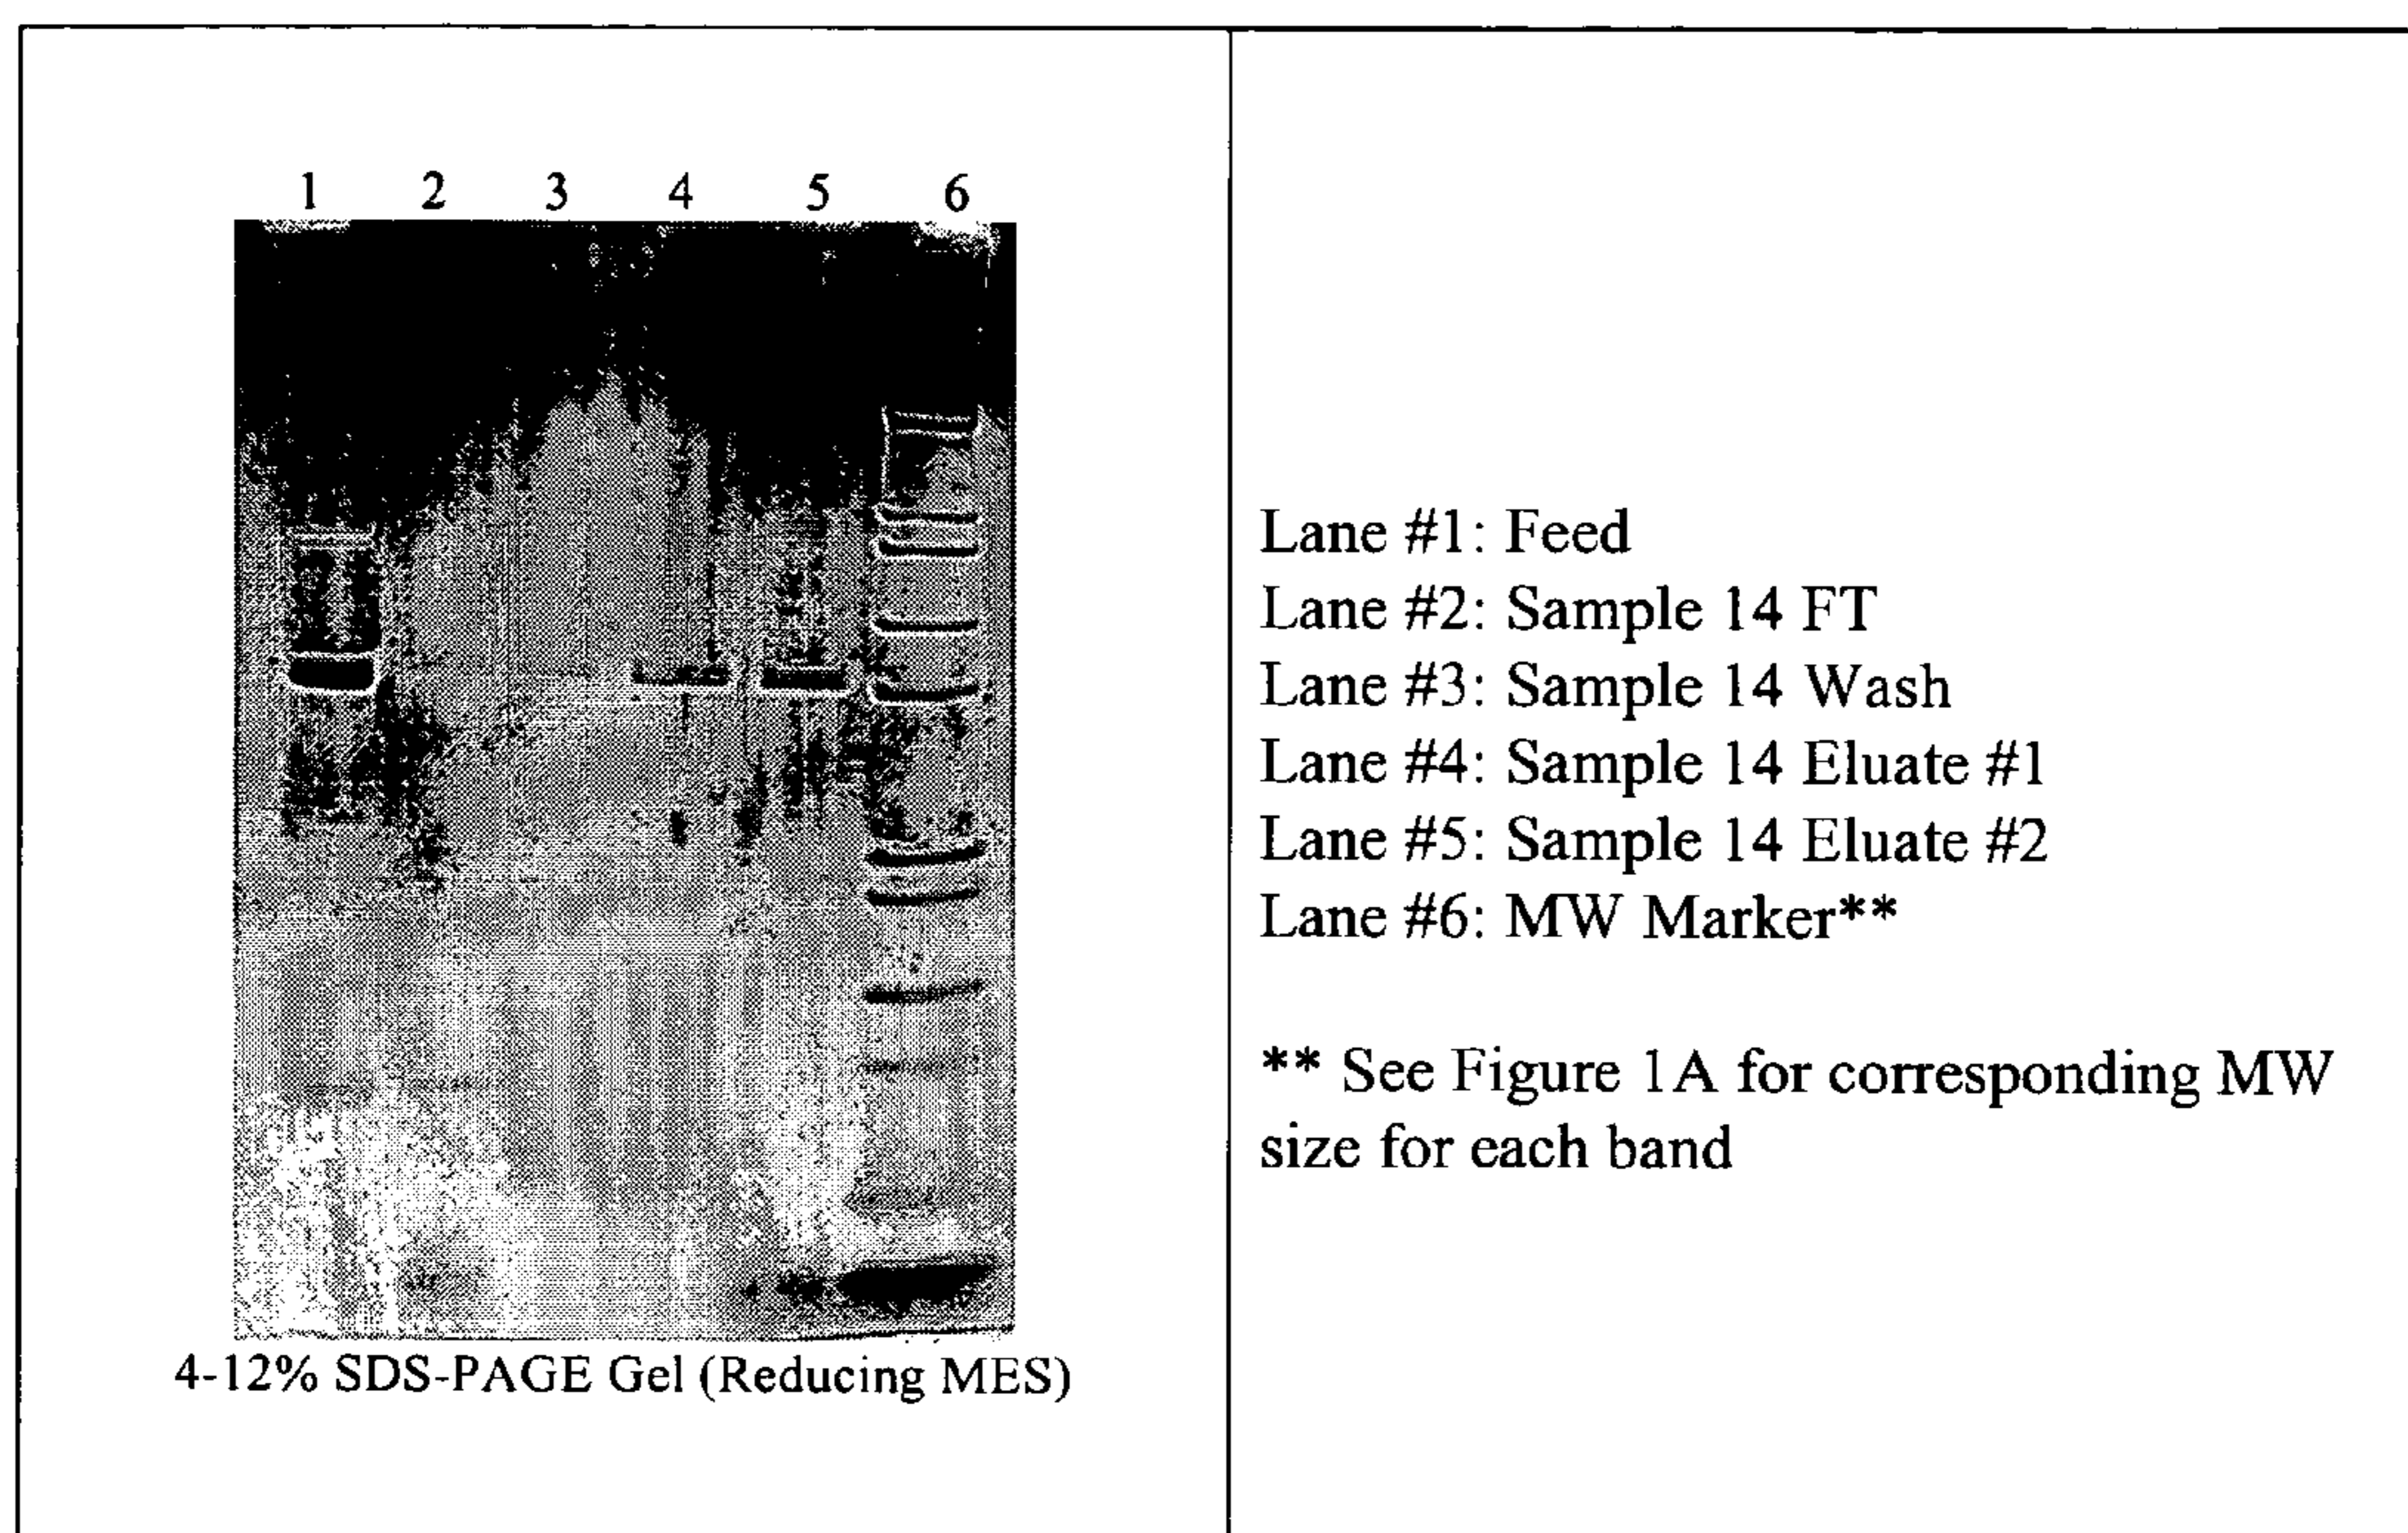 1 2 3 4 5 6
4-12% SDS-PAGE Gel (Reducing MES)
Lane #1: Feed
Lane #2: Sample 14 FT
Lane #3: Sample 14 Wash
Lane #4: Sample 14 Eluate #1
Lane #5: Sample 14 Eluate #2
Lane #6: MW Marker**
** See Figure 1A for corresponding MW
size for each band